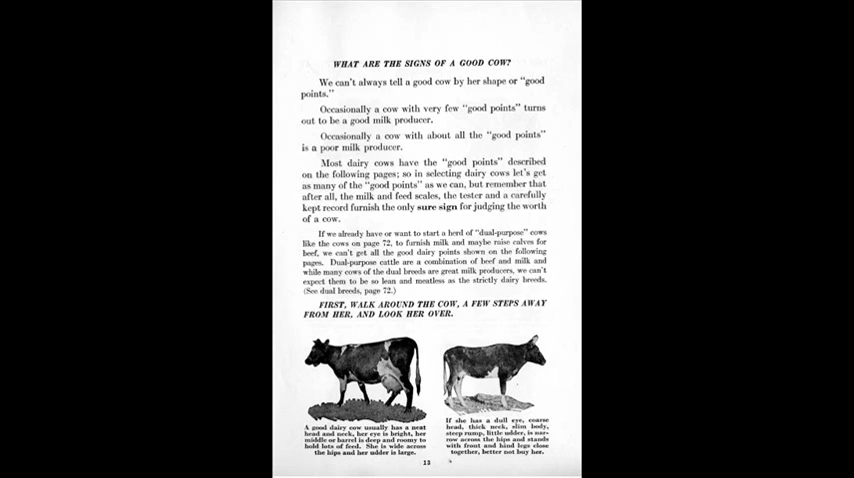 WHAT ARE THE SIGNS OF A GOOD COW?
We can't always tell a good cow by her shape or "good
points."
Occasionally a cow with very few "good points" turns
out to be a good milk producer.
Occasionally a cow with about all the "good points"
is a poor milk producer.
Most dairy cows have the "good points" described
on the following pages; so in selecting dairy cows let's get
as many of the "good points" as we can, but remember that
after all, the milk and feed scales, the tester and a carefully
kept record furnish the only sure sign for judging the worth
of a cow.
If we already have or want to start a herd of "dual-purpose" cows
like the cows on page 72, to furnish milk and maybe raise calves for
beef, we can't get all the good dairy points shown on the following
pages. Dual-purpose cattle are a combination of beef and milk and
while many cows of the dual breeds are great milk producers, we can't
expect them to be so lean and meatless as the strictly dairy breeds.
(See dual breeds, page 72.)
FIRST, WALK AROUND THE COW, A FEW STEPS AWAY
FROM HER, AND LOOK HER OVER.
A good dairy cow usually has a neat
head and neck, her eye is bright, her
middle or barrel is deep and roomy to
hold lots of feed. She is wide across
the hips and her udder is large.
If she has a dull eye, coarse
head, thick neck, slim body,
steep rump, little udder, is nar-
row across the hips and stands
with front and hind legs close
together, better not buy her.
13